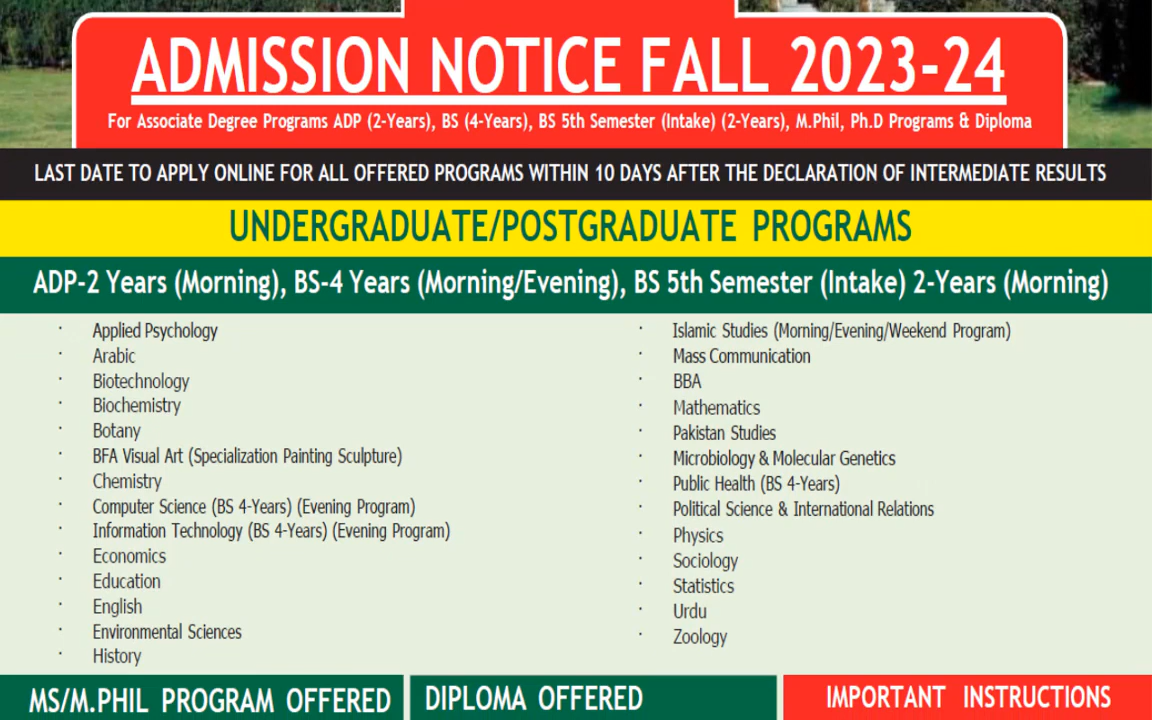 ADMISSION NOTICE FALL 2023-24
For Associate Degree Programs ADP (2-Years), BS (4-Years), BS 5th Semester (Intake) (2-Years), M.Phil, Ph.D Programs & Diploma
LAST DATE TO APPLY ONLINE FOR ALL OFFERED PROGRAMS WITHIN 10 DAYS AFTER THE DECLARATION OF INTERMEDIATE RESULTS
UNDERGRADUATE/POSTGRADUATE PROGRAMS
ADP-2 Years (Morning), BS-4 Years (Morning/Evening), BS 5th Semester (Intake) 2-Years (Morning)
· Applied Psychology
· Arabic
· Biotechnology
· Biochemistry
· Botany
· BFA Visual Art (Specialization Painting Sculpture)
· Chemistry
· Computer Science (BS 4-Years) (Evening Program)
· Information Technology (BS 4-Years) (Evening Program)
· Economics
· Education
· English
· Environmental Sciences
· History
· Islamic Studies (Morning/Evening/Weekend Program)
· Mass Communication
· BBA
· Mathematics
· Pakistan Studies
· Microbiology & Molecular Genetics
· Public Health (BS 4-Years)
· Political Science & International Relations
· Physics
· Sociology
· Statistics
· Urdu
· Zoology
MS/M.PHIL PROGRAM OFFERED
DIPLOMA OFFERED
IMPORTANT INSTRUCTIONS